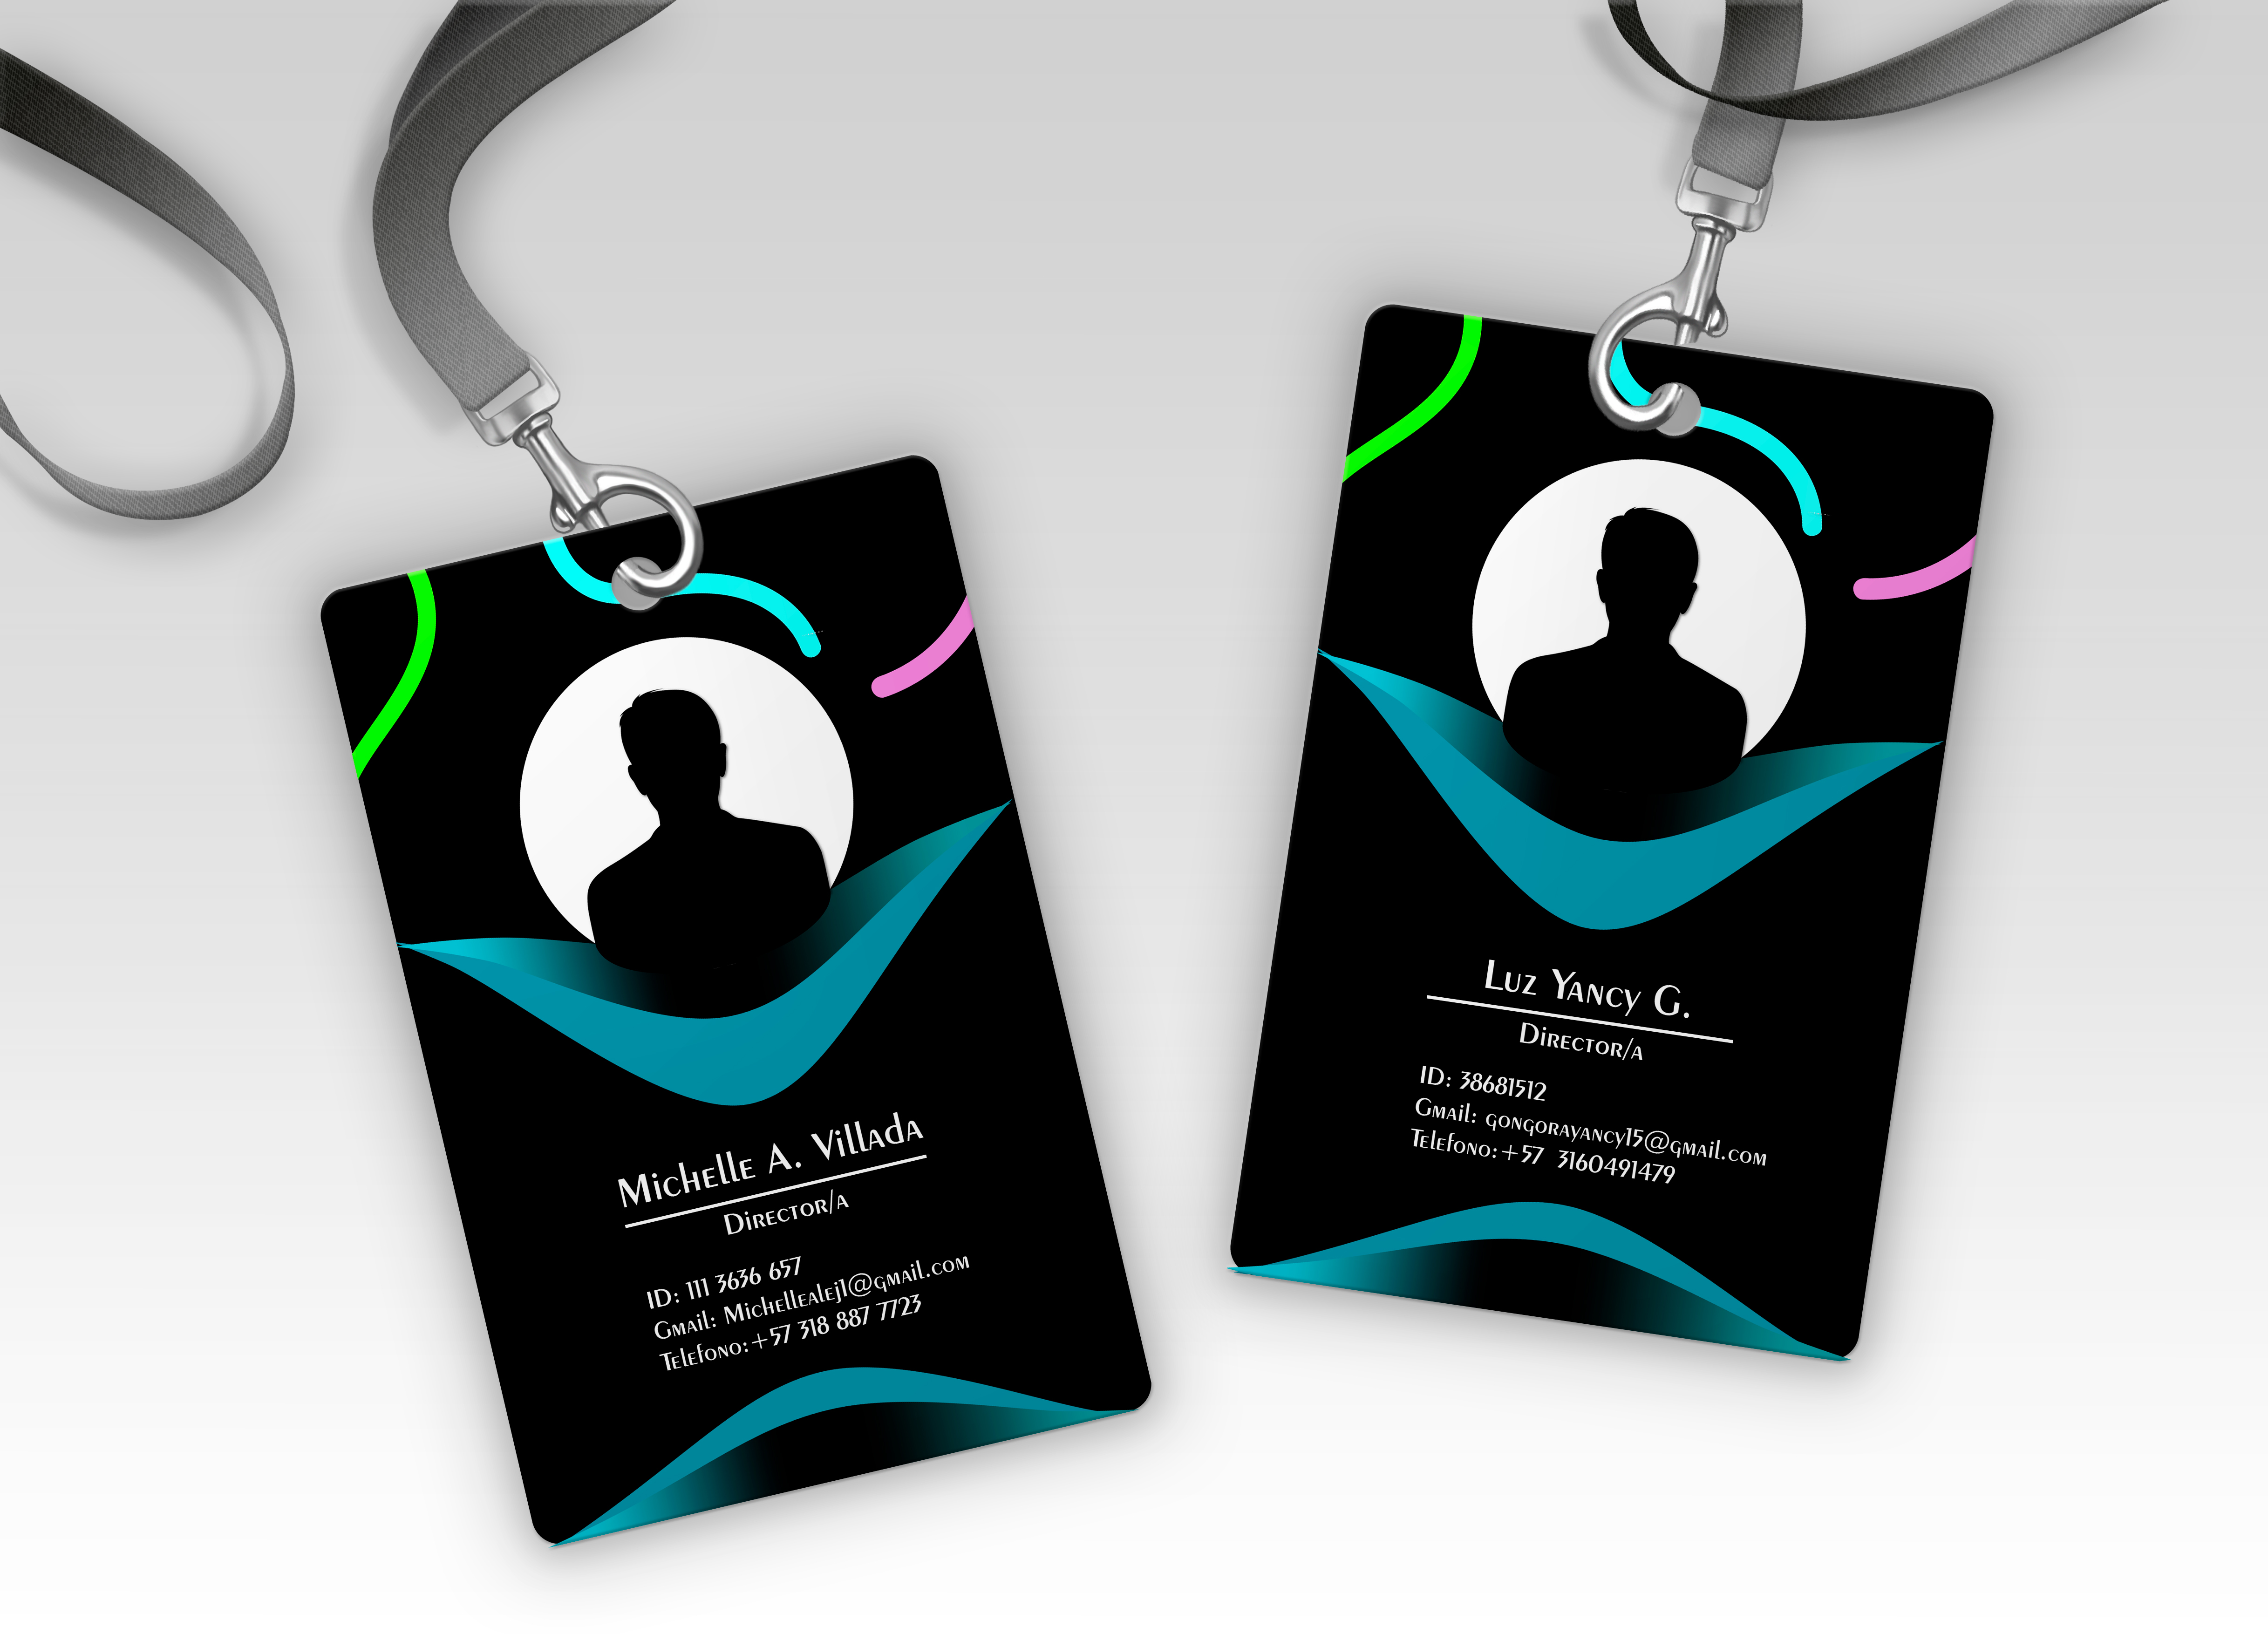 Michelle A. Villada
Director/a
ID: 111 3636 657
Gmail: Michellealej1@gmail.com
Telefono:+57 318 887 7723
Luz Yancy G.
Director/a
ID: 38681512
Gmail: gongorayancy15@gmail.com
Telefono:+57 3160491479